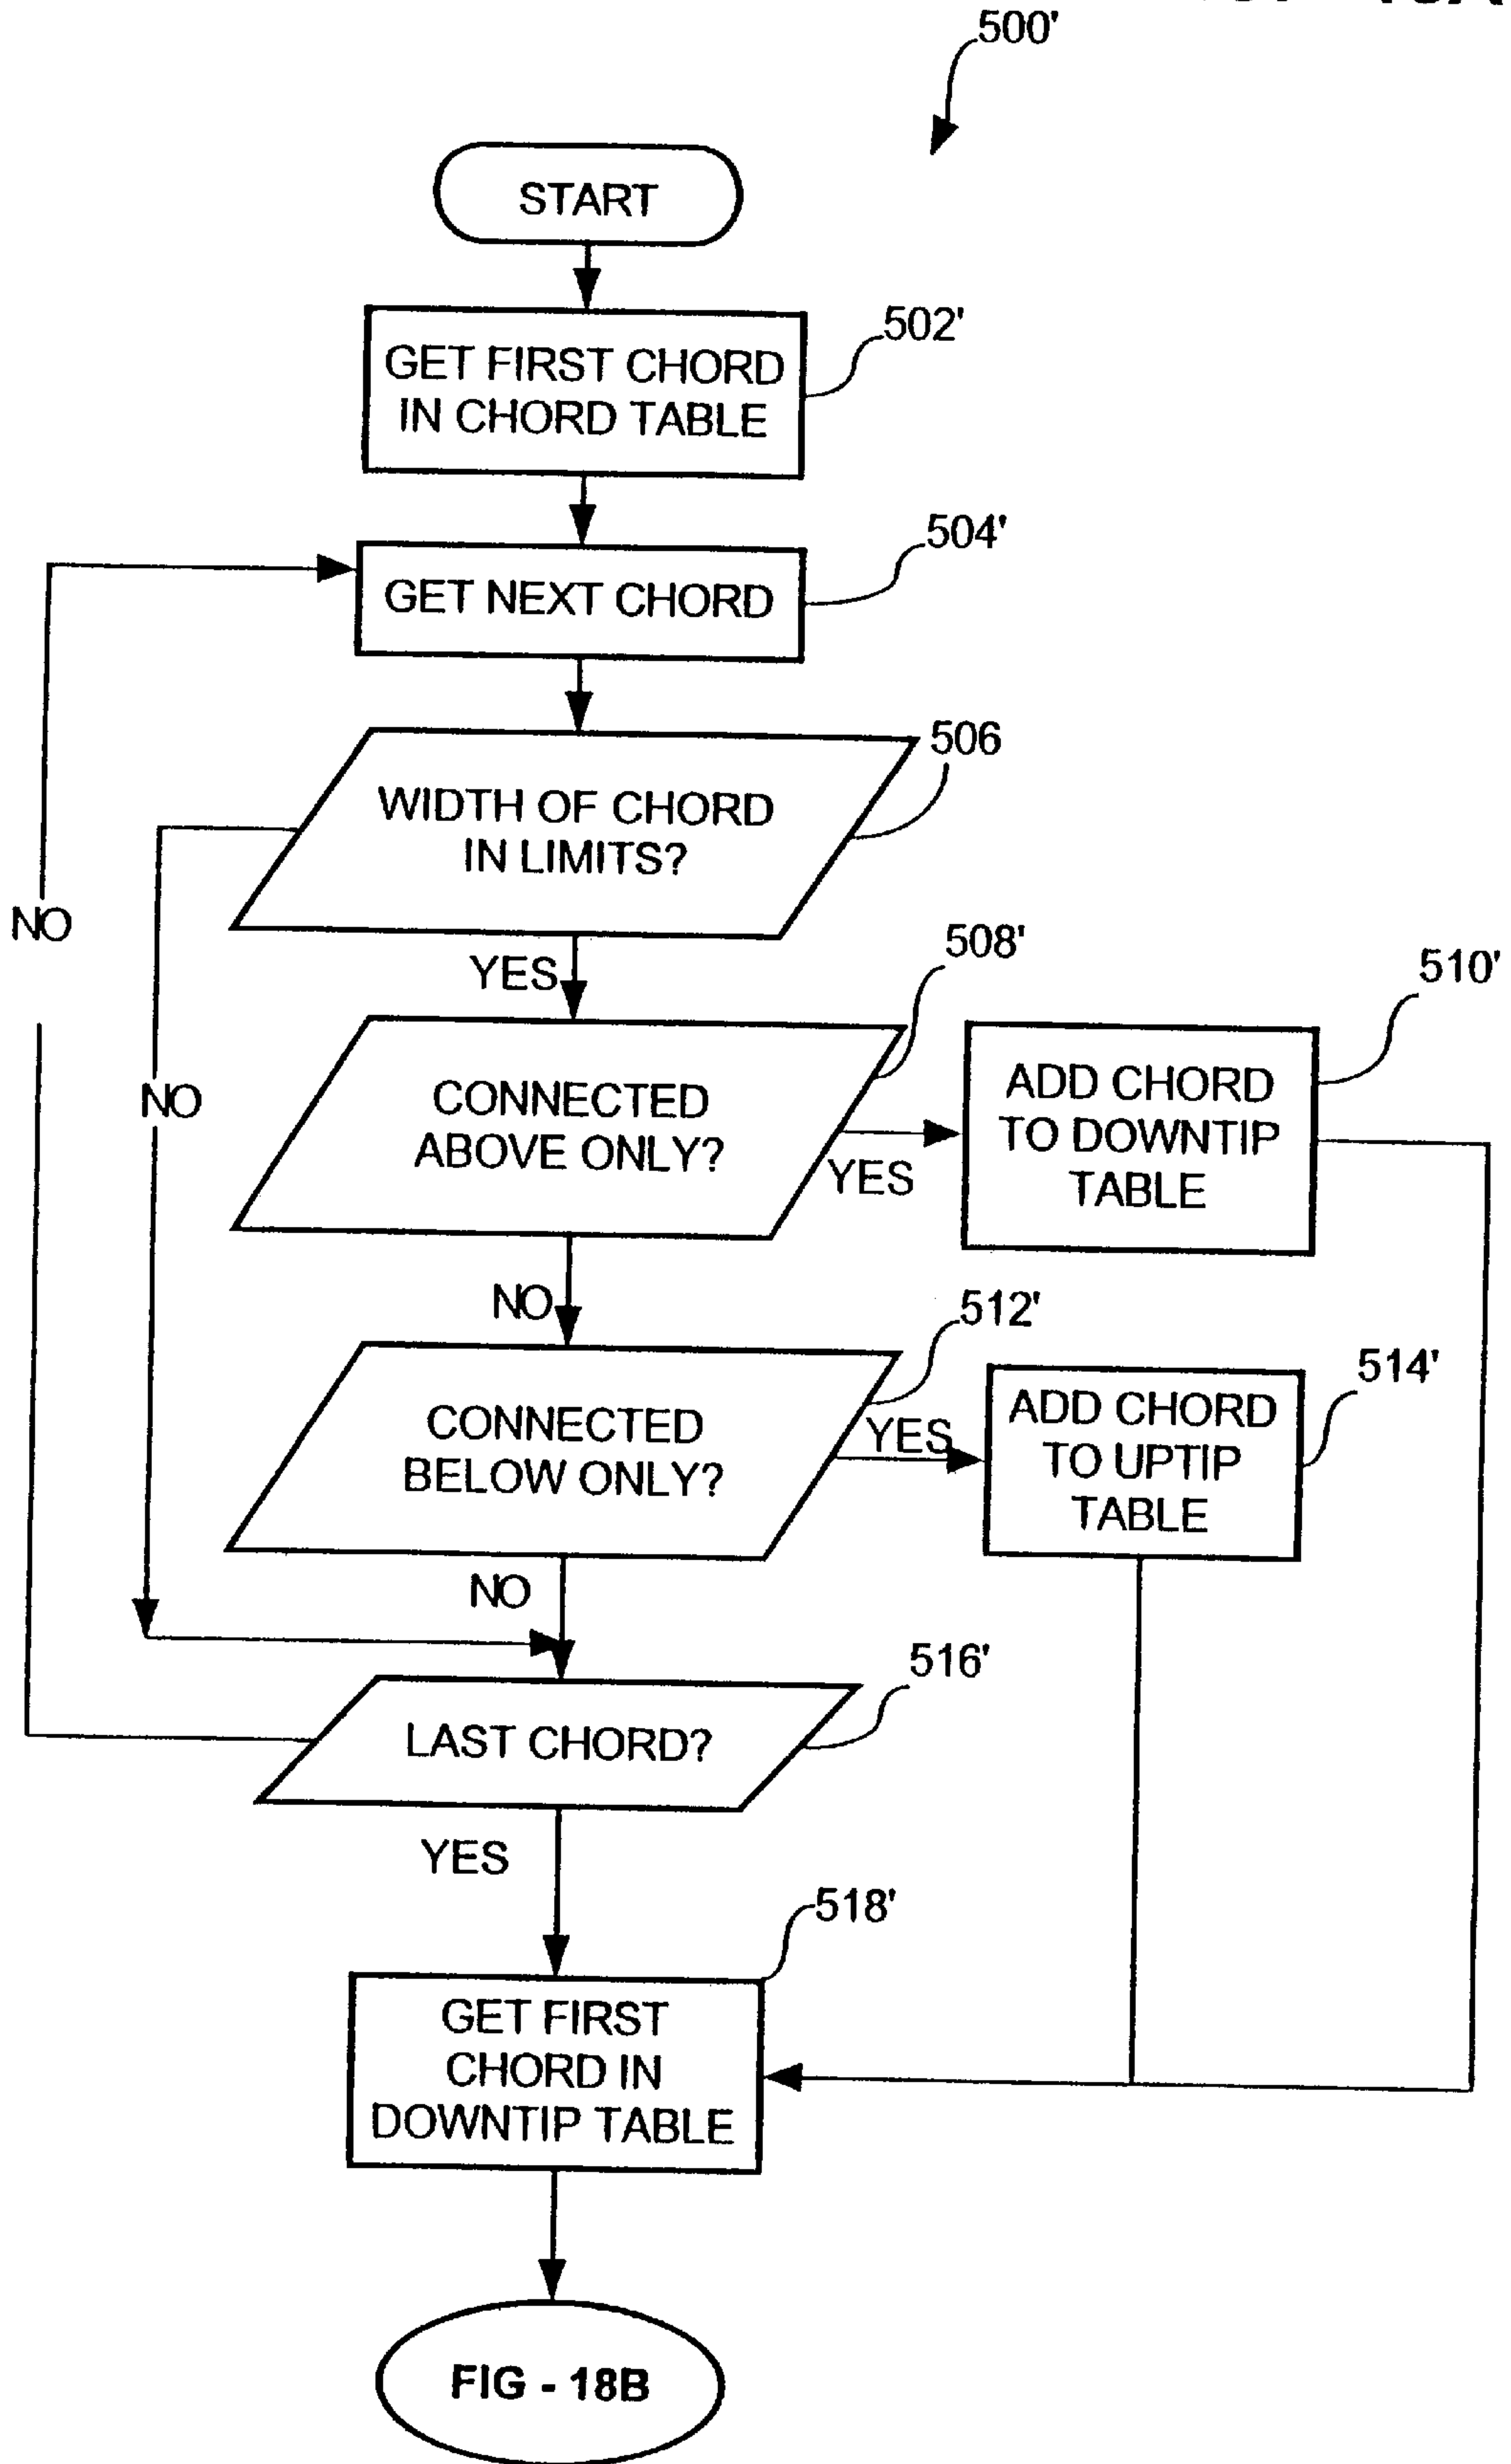 500'
START
GET FIRST CHORD
IN CHORD TABLE
502'
GET NEXT CHORD
504'
WIDTH OF CHORD
IN LIMITS?
506
NO
NO
YES
CONNECTED
ABOVE ONLY?
508'
YES
ADD CHORD
TO DOWNTIP
TABLE
510'
NO
CONNECTED
BELOW ONLY?
512'
YES
ADD CHORD
TO UPTIP
TABLE
514'
NO
LAST CHORD?
516'
YES
GET FIRST
CHORD IN
DOWNTIP TABLE
518'
FIG - 18B